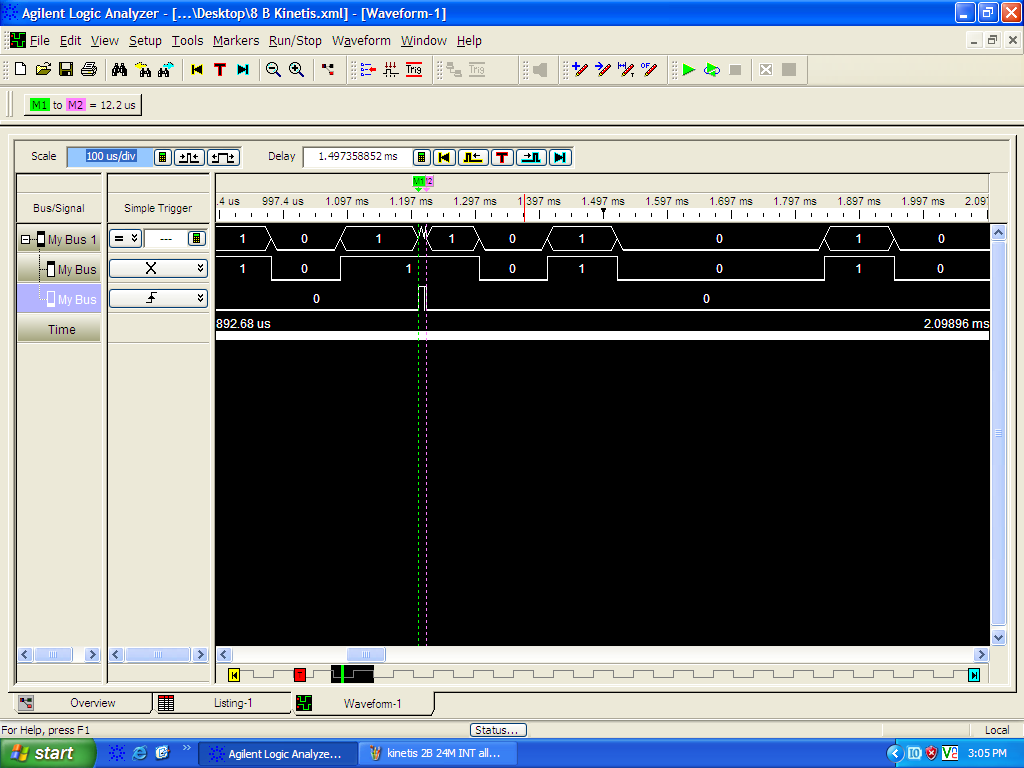 Agilent Logic Analyzer - [...\Desktop\8 B Kinetis.xml] - [Waveform-1]
File Edit View Setup Tools Markers Run/Stop Waveform Window Help
T Trig Trig
M1 to M2 = 12.2 us
Scale 100 us/div Delay 1.497358852 ms T
M1
Bus/Signal Simple Trigger .4 us 997.4 us 1.097 ms 1.197 ms 1.297 ms 1.397 ms 1.497 ms 1.597 ms 1.697 ms 1.797 ms 1.897 ms 1.997 ms 2.097
My Bus 1 = --- 1 0 1 1 0 1 0 1 0
My Bus X 1 0 1 0 1 0 1 0
My Bus 0 0
Time 892.68 us 2.09896 ms
Overview Listing-1 Waveform-1
For Help, press F1 Status... Local
start Agilent Logic Analyze... kinetis 2B 24M INT all... 3:05 PM